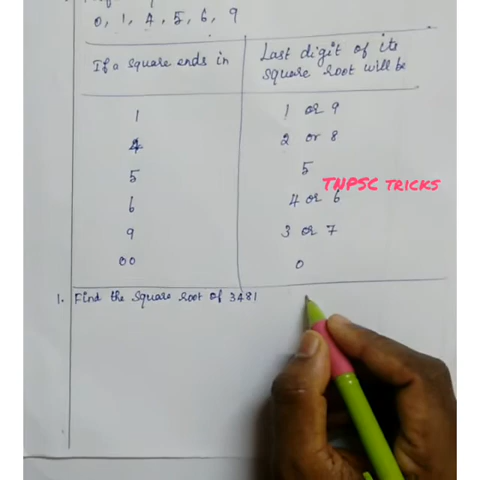 0, 1, 4, 5, 6, 9
If a square ends in
Last digit of its
square root will be
1
1 or 9
4
2 or 8
5
5
TNPSC TRICKS
6
4 or 6
9
3 or 7
00
0
1. Find the square root of 3481